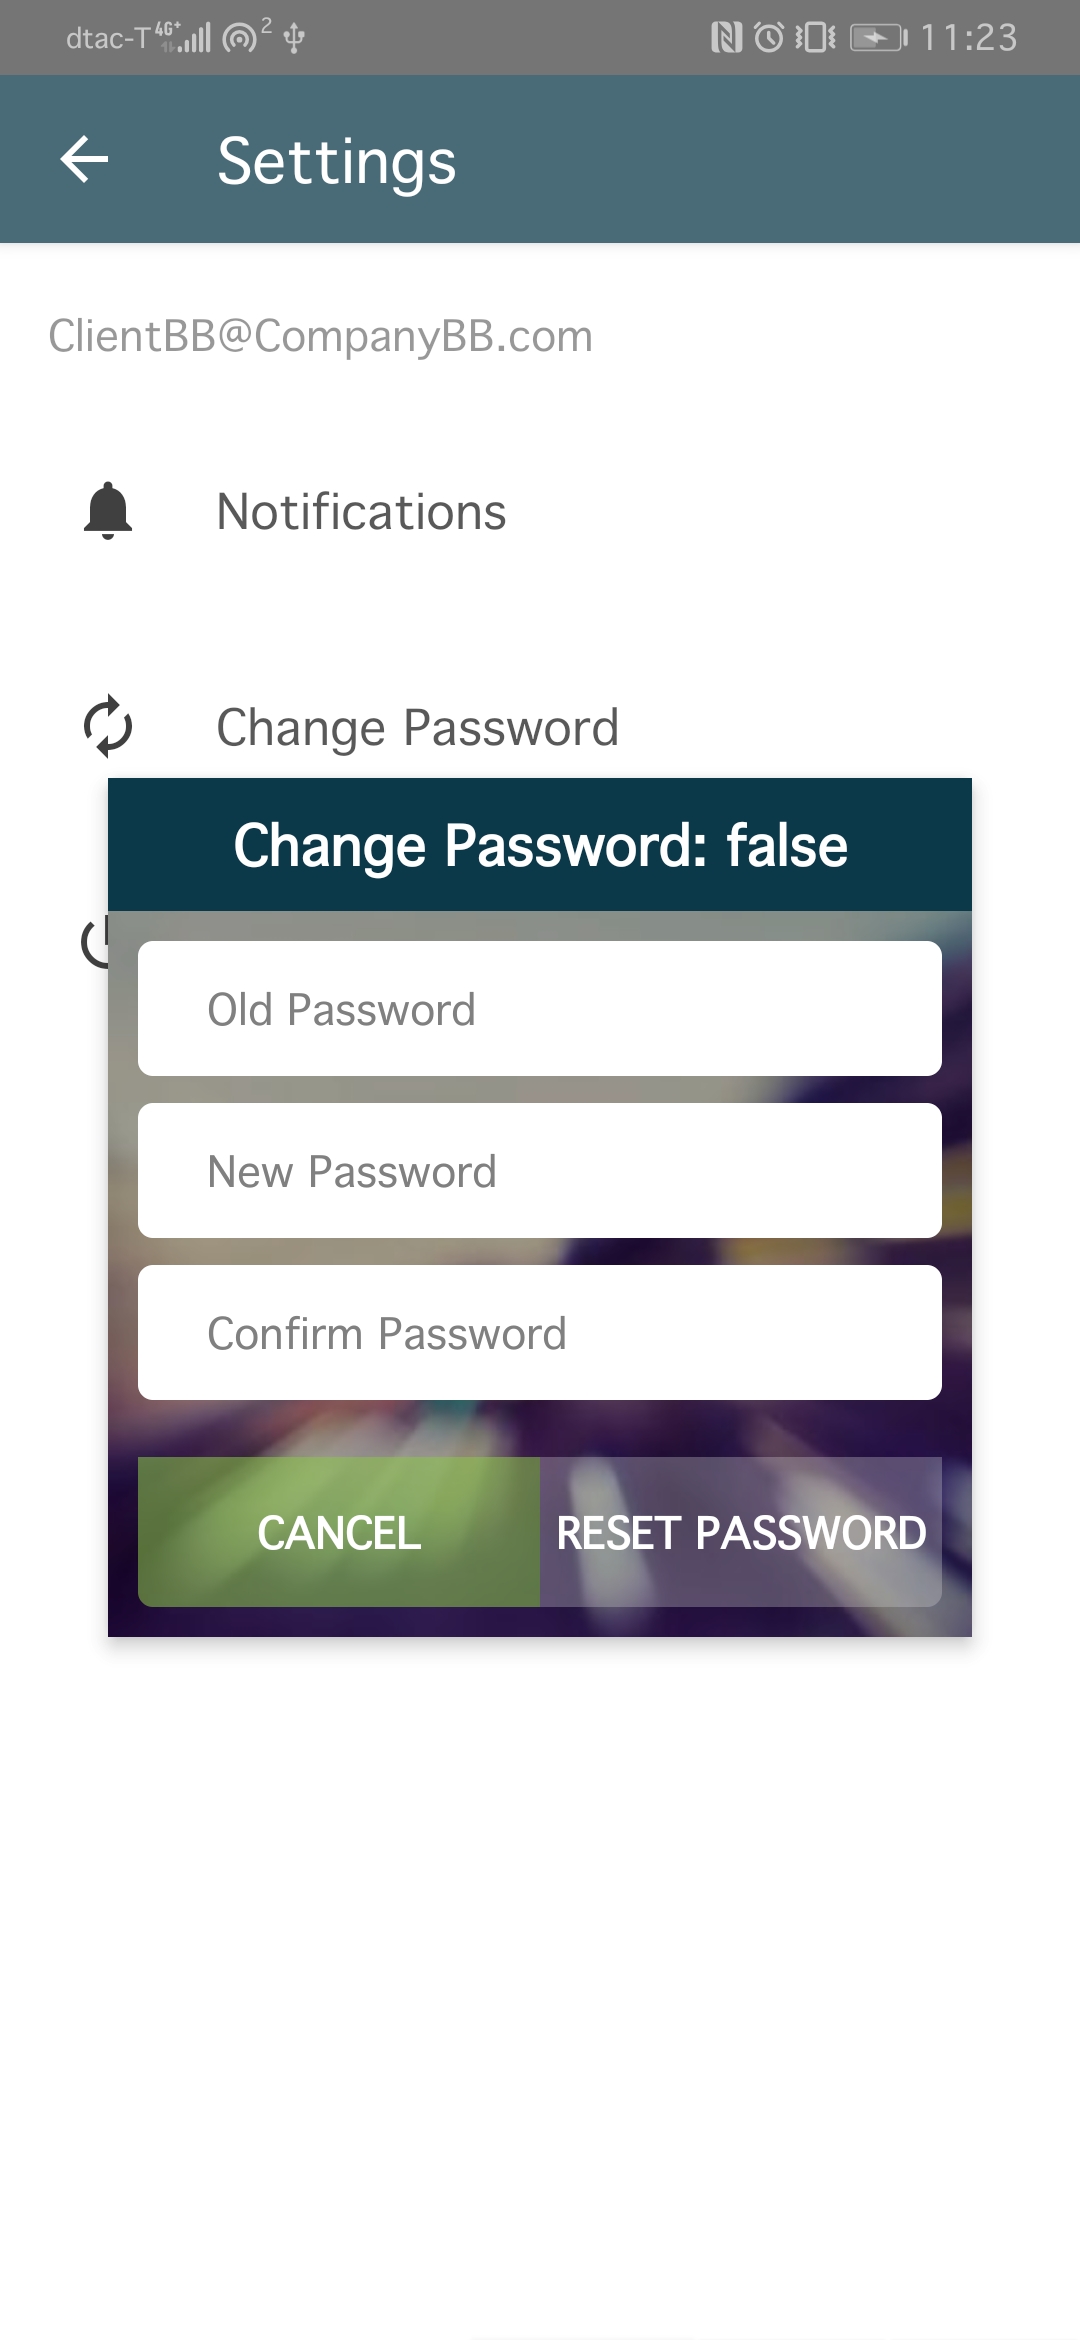 dtac-T 4G+ 2 11:23
Settings
ClientBB@CompanyBB.com
Notifications
Change Password
Change Password: false
Old Password
New Password
Confirm Password
CANCEL RESET PASSWORD